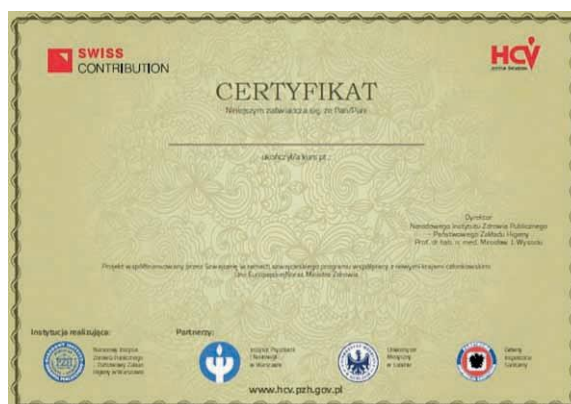 SWISS
CONTRIBUTION
HCV
CERTYFIKAT
Niniejszym zaświadcza się, że Pan/Pani
ukończył/a kurs pt.:
Dyrektor
Narodowego Instytutu Zdrowia Publicznego
– Państwowego Zakładu Higieny
Prof. dr hab. n. med. Mirosław J. Wysocki
Projekt współfinansowany przez Szwajcarię w ramach szwajcarskiego programu współpracy z nowymi krajami członkowskimi
Unii Europejskiej oraz Ministra Zdrowia
Instytucja realizująca:
Partnerzy:
Narodowy Instytut
Zdrowia Publicznego
- Państwowy Zakład
Higieny w Warszawie
PZH
Instytut Psychiatrii
i Neurologii
w Warszawie
Uniwersytet
Medyczny
w Lublinie
Główny
Inspektorat
Sanitarny
www.hcv.pzh.gov.pl